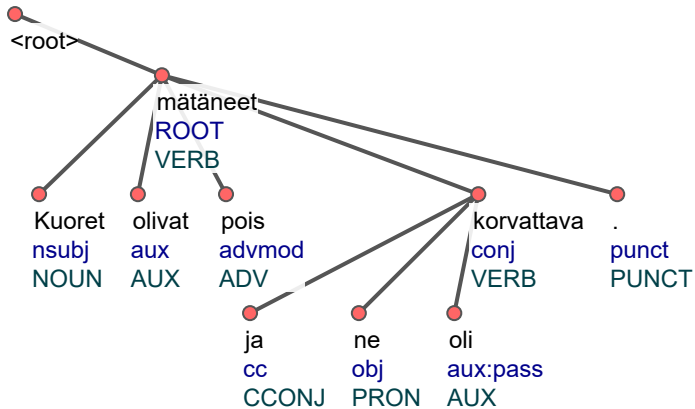 <root>
mätäneet
ROOT
VERB
Kuoret olivat pois korvattava .
nsubj aux advmod conj punct
NOUN AUX ADV VERB PUNCT
ja ne oli
cc obj aux:pass
CCONJ PRON AUX